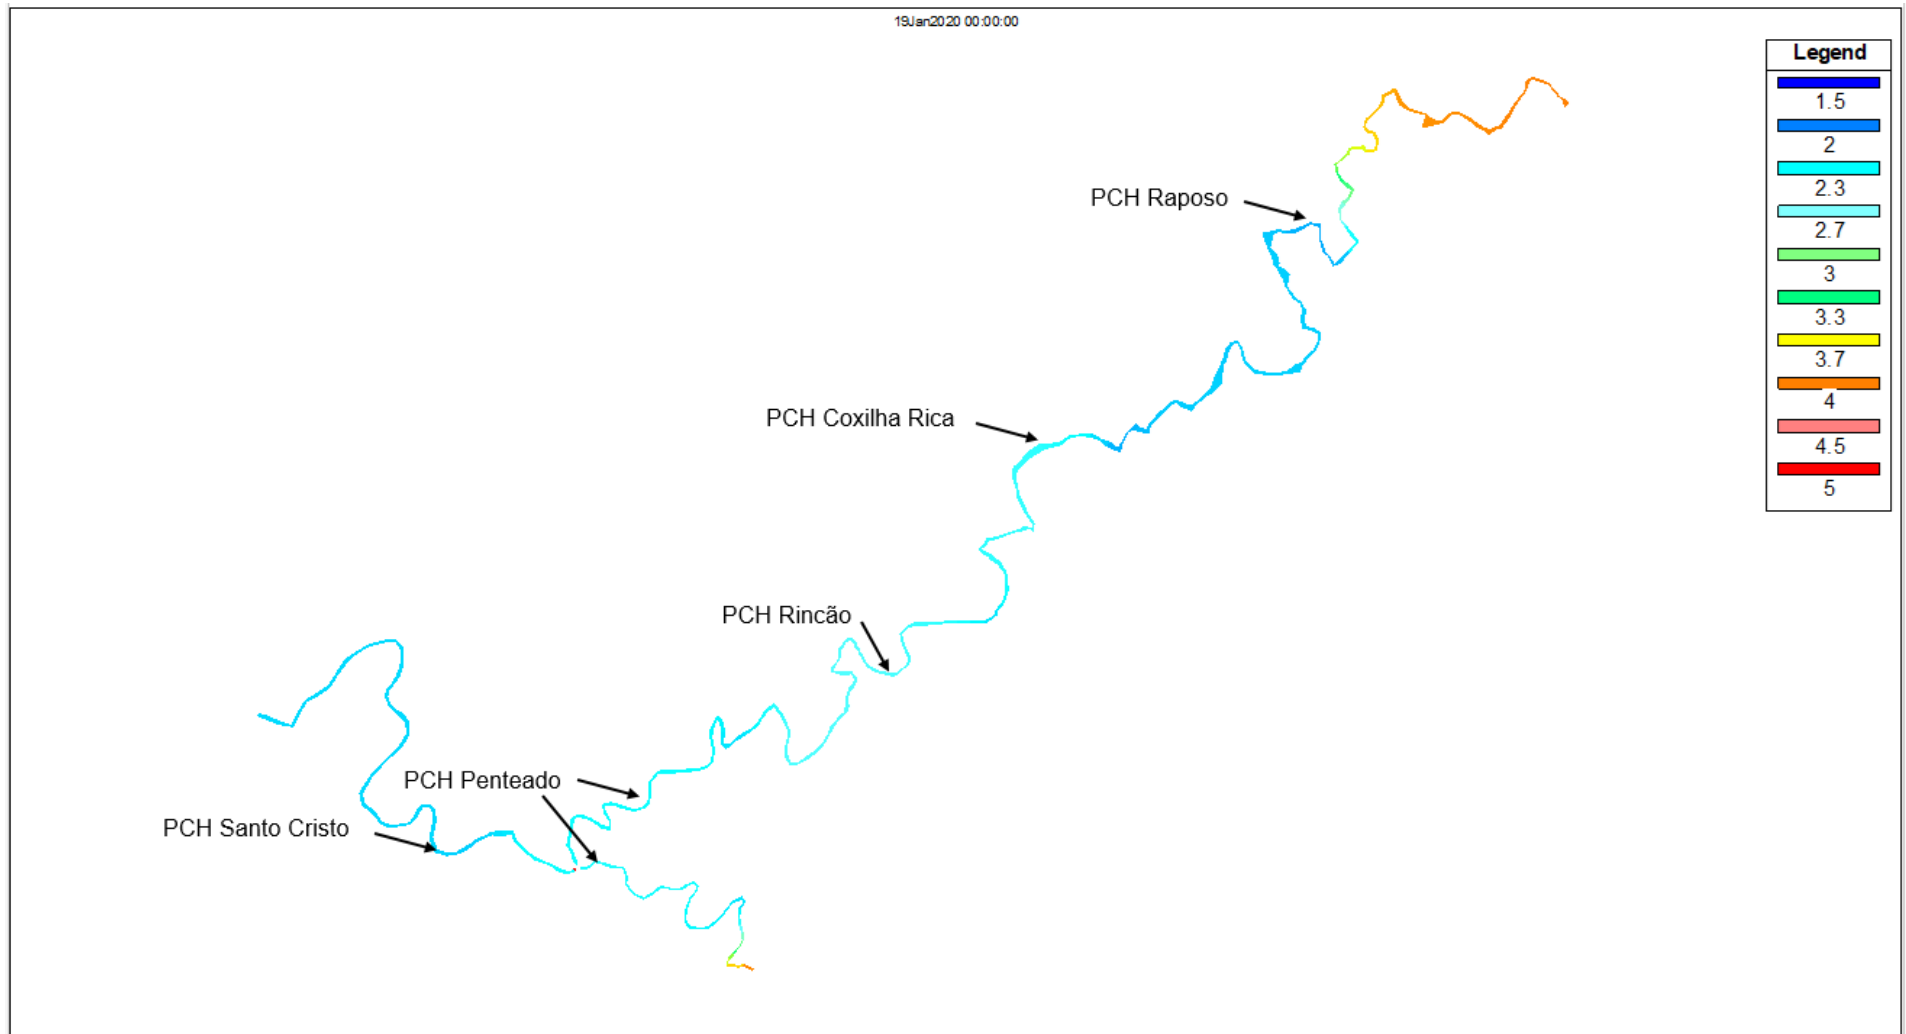 19Jan2020 00:00:00
Legend
1.5
2
2.3
2.7
3
3.3
3.7
4
4.5
5
PCH Raposo
PCH Coxilha Rica
PCH Rincão
PCH Penteado
PCH Santo Cristo